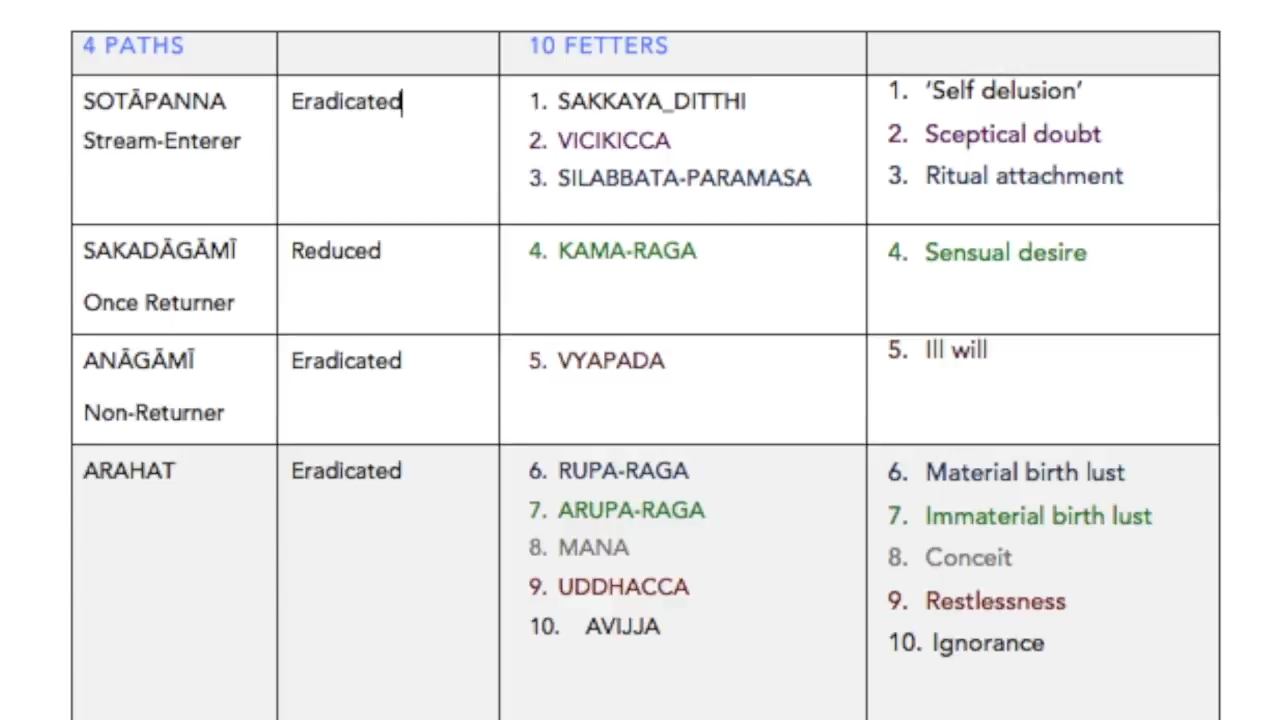 4 PATHS
10 FETTERS
SOTĀPANNA
Stream-Enterer
Eradicated
1. SAKKAYA_DITTHI
2. VICIKICCA
3. SILABBATA-PARAMASA
1. ‘Self delusion’
2. Sceptical doubt
3. Ritual attachment
SAKADĀGĀMĪ
Once Returner
Reduced
4. KAMA-RAGA
4. Sensual desire
ANĀGĀMĪ
Non-Returner
Eradicated
5. VYAPADA
5. Ill will
ARAHAT
Eradicated
6. RUPA-RAGA
7. ARUPA-RAGA
8. MANA
9. UDDHACCA
10. AVIJJA
6. Material birth lust
7. Immaterial birth lust
8. Conceit
9. Restlessness
10. Ignorance